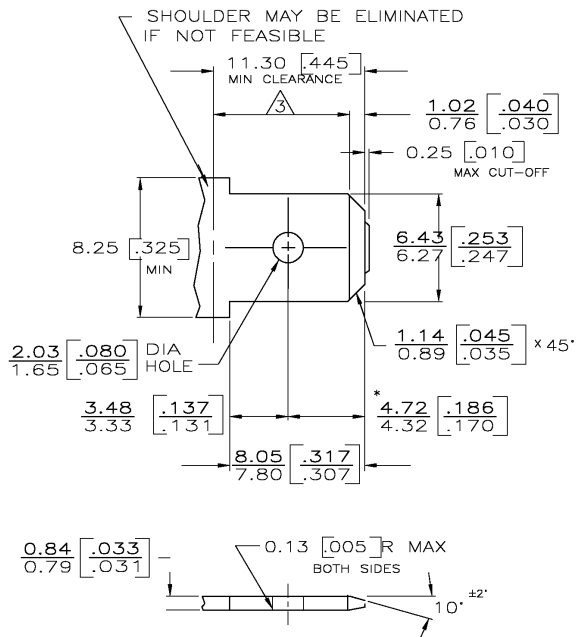 SHOULDER MAY BE ELIMINATED
IF NOT FEASIBLE
11.30 [.445]
MIN CLEARANCE
3
1.02 [.040
0.76 .030]
0.25 [.010]
MAX CUT-OFF
8.25 [.325]
MIN
6.43 [.253
6.27 .247]
1.14 [.045
0.89 .035] x 45°
2.03 [.080 DIA
1.65 .065] HOLE
3.48 [.137
3.33 .131]
* 4.72 [.186
4.32 .170]
8.05 [.317
7.80 .307]
0.84 [.033
0.79 .031]
0.13 [.005]R MAX
BOTH SIDES
10° ±2°